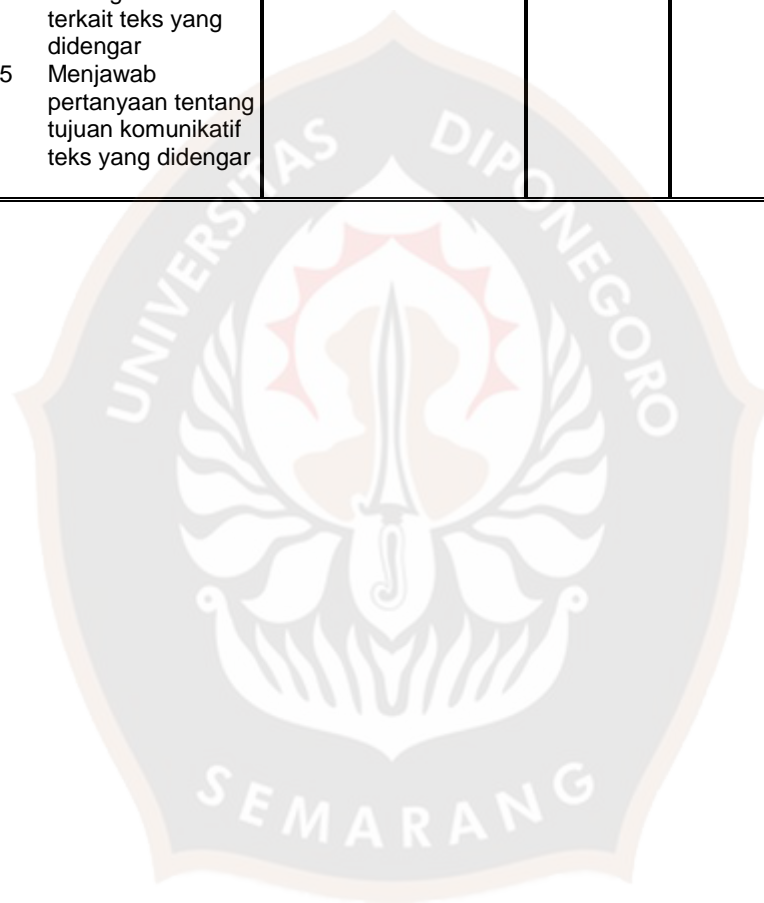 terkait teks yang
didengar
5 Menjawab
pertanyaan tentang
tujuan komunikatif
teks yang didengar
UNIVERSITAS DIPONEGORO
SEMARANG